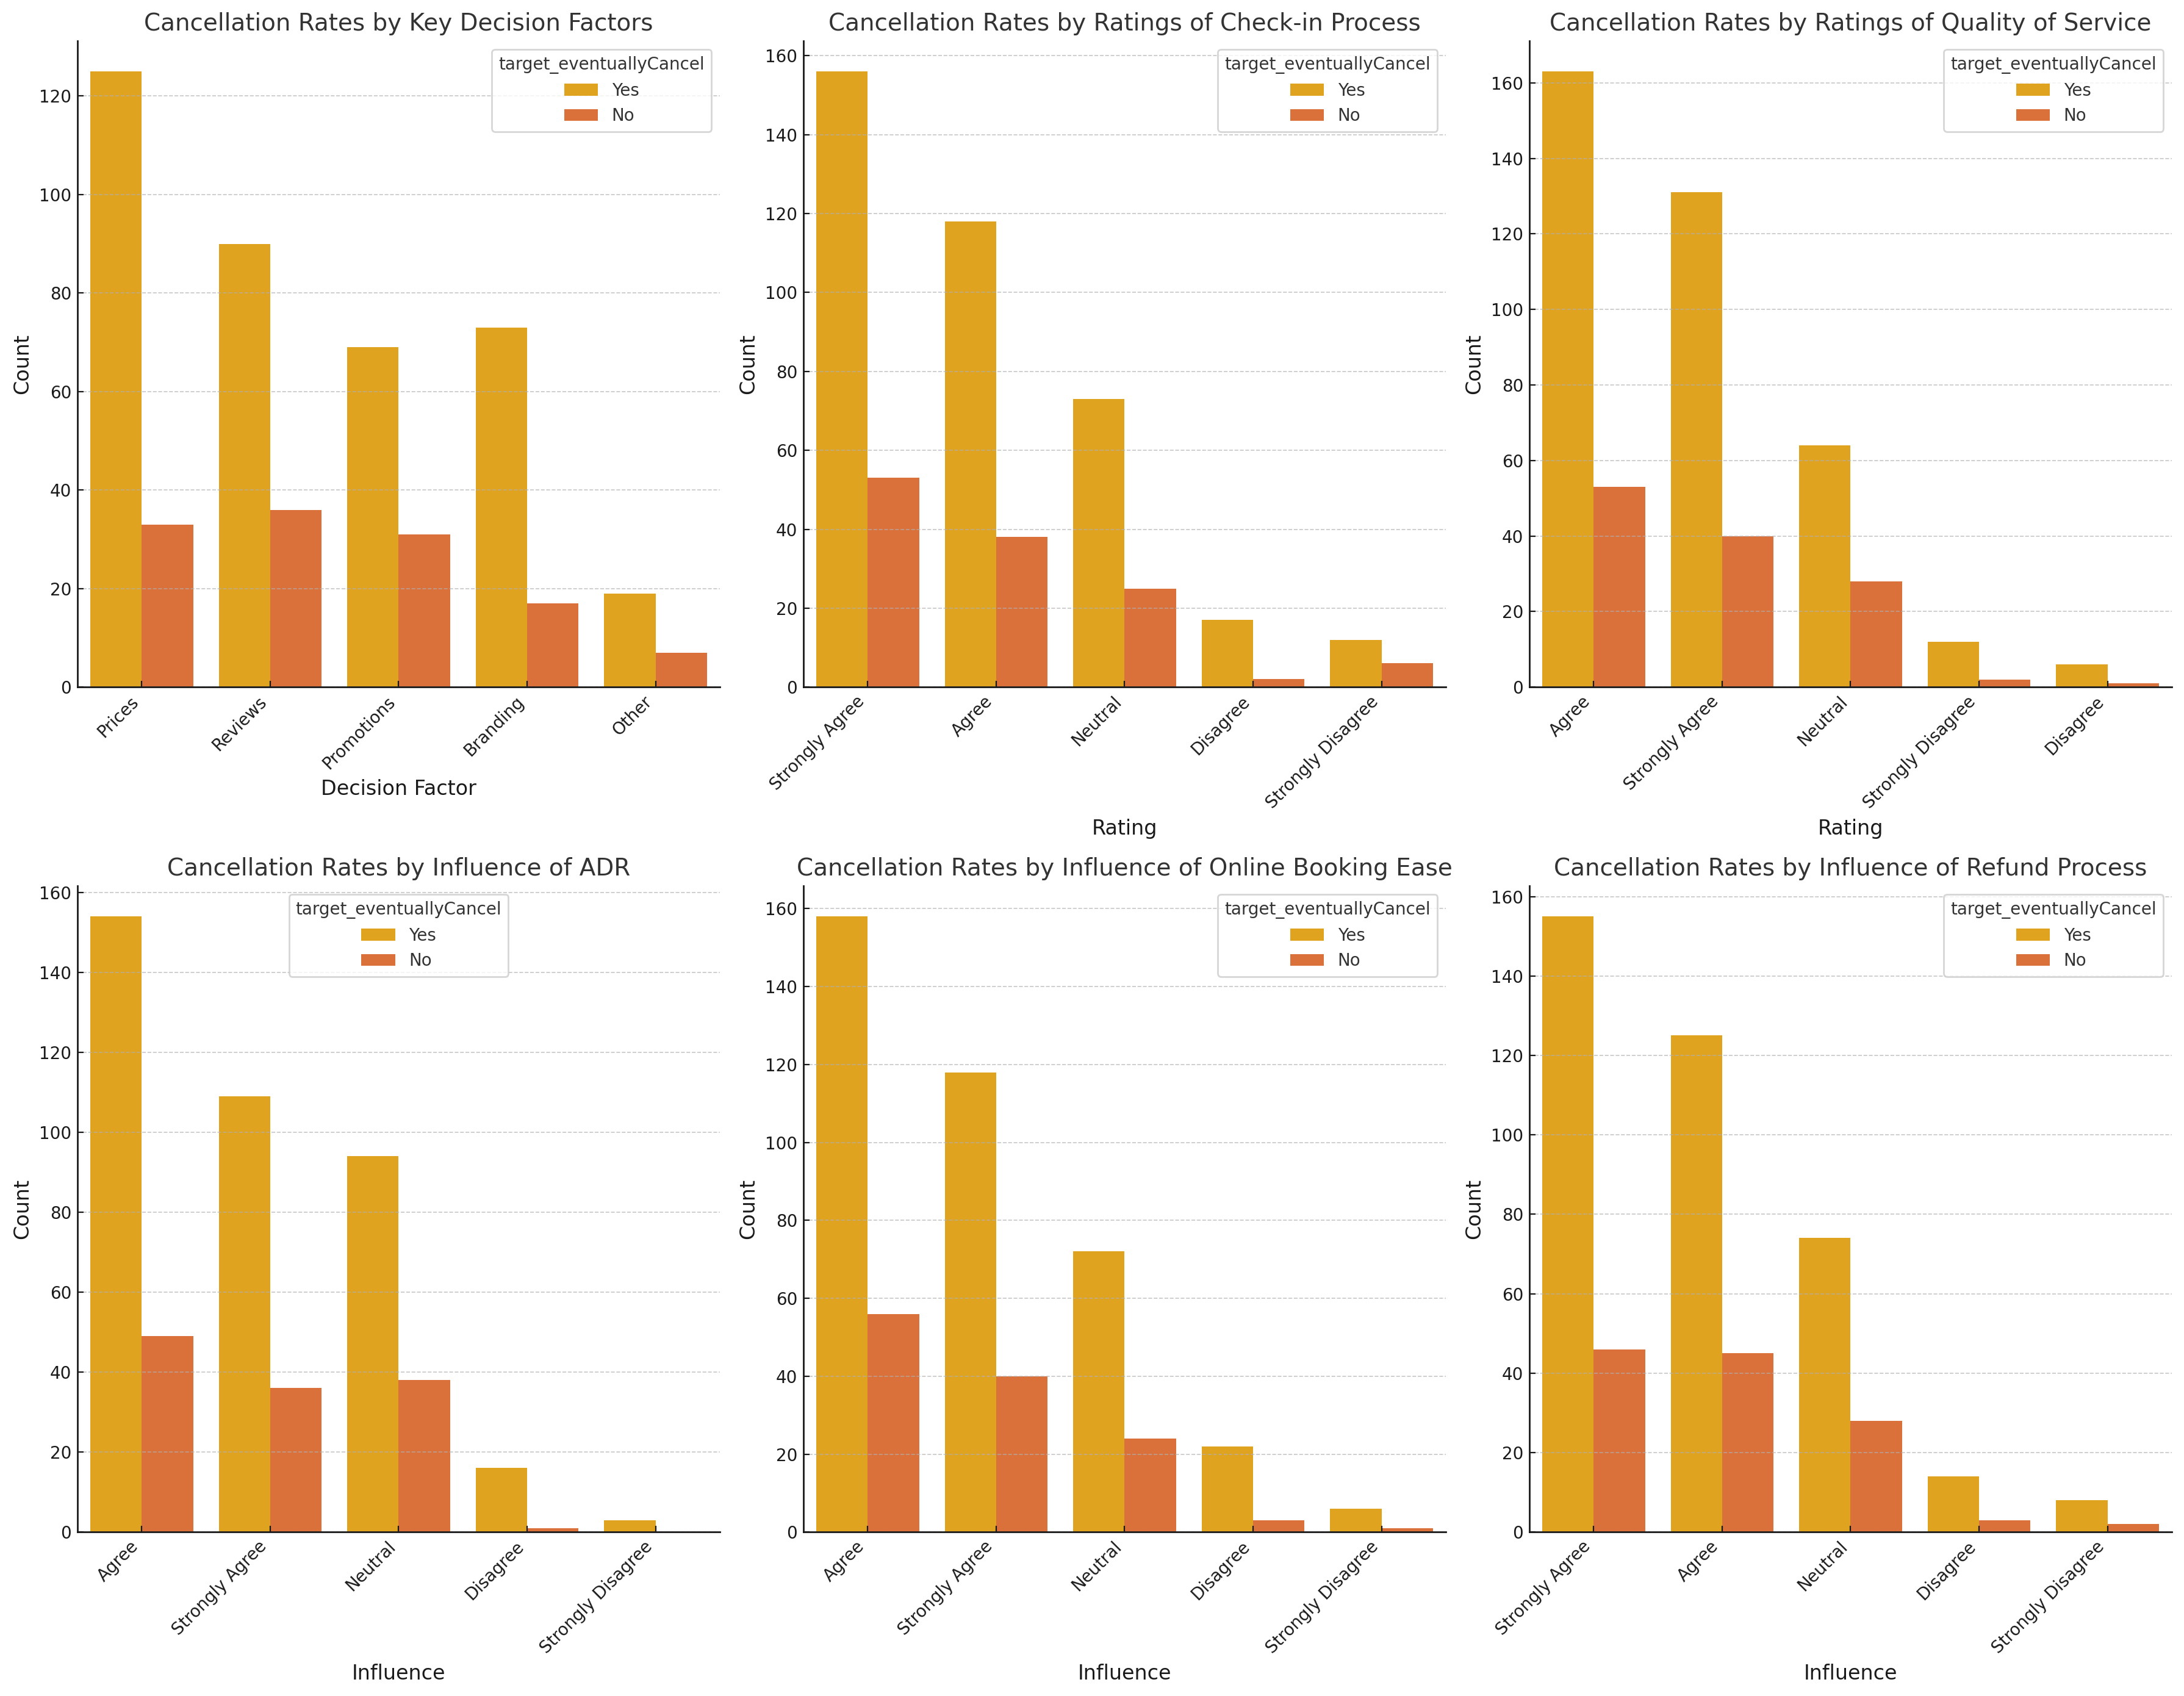 Cancellation Rates by Key Decision Factors
target_eventuallyCancel
Yes
No
Count
120
100
80
60
40
20
0
Prices
Reviews
Promotions
Branding
Other
Decision Factor
Cancellation Rates by Ratings of Check-in Process
target_eventuallyCancel
Yes
No
Count
160
140
120
100
80
60
40
20
0
Strongly Agree
Agree
Neutral
Disagree
Strongly Disagree
Rating
Cancellation Rates by Ratings of Quality of Service
target_eventuallyCancel
Yes
No
Count
160
140
120
100
80
60
40
20
0
Agree
Strongly Agree
Neutral
Strongly Disagree
Disagree
Rating
Cancellation Rates by Influence of ADR
target_eventuallyCancel
Yes
No
Count
160
140
120
100
80
60
40
20
0
Agree
Strongly Agree
Neutral
Disagree
Strongly Disagree
Influence
Cancellation Rates by Influence of Online Booking Ease
target_eventuallyCancel
Yes
No
Count
160
140
120
100
80
60
40
20
0
Agree
Strongly Agree
Neutral
Disagree
Strongly Disagree
Influence
Cancellation Rates by Influence of Refund Process
target_eventuallyCancel
Yes
No
Count
160
140
120
100
80
60
40
20
0
Strongly Agree
Agree
Neutral
Disagree
Strongly Disagree
Influence